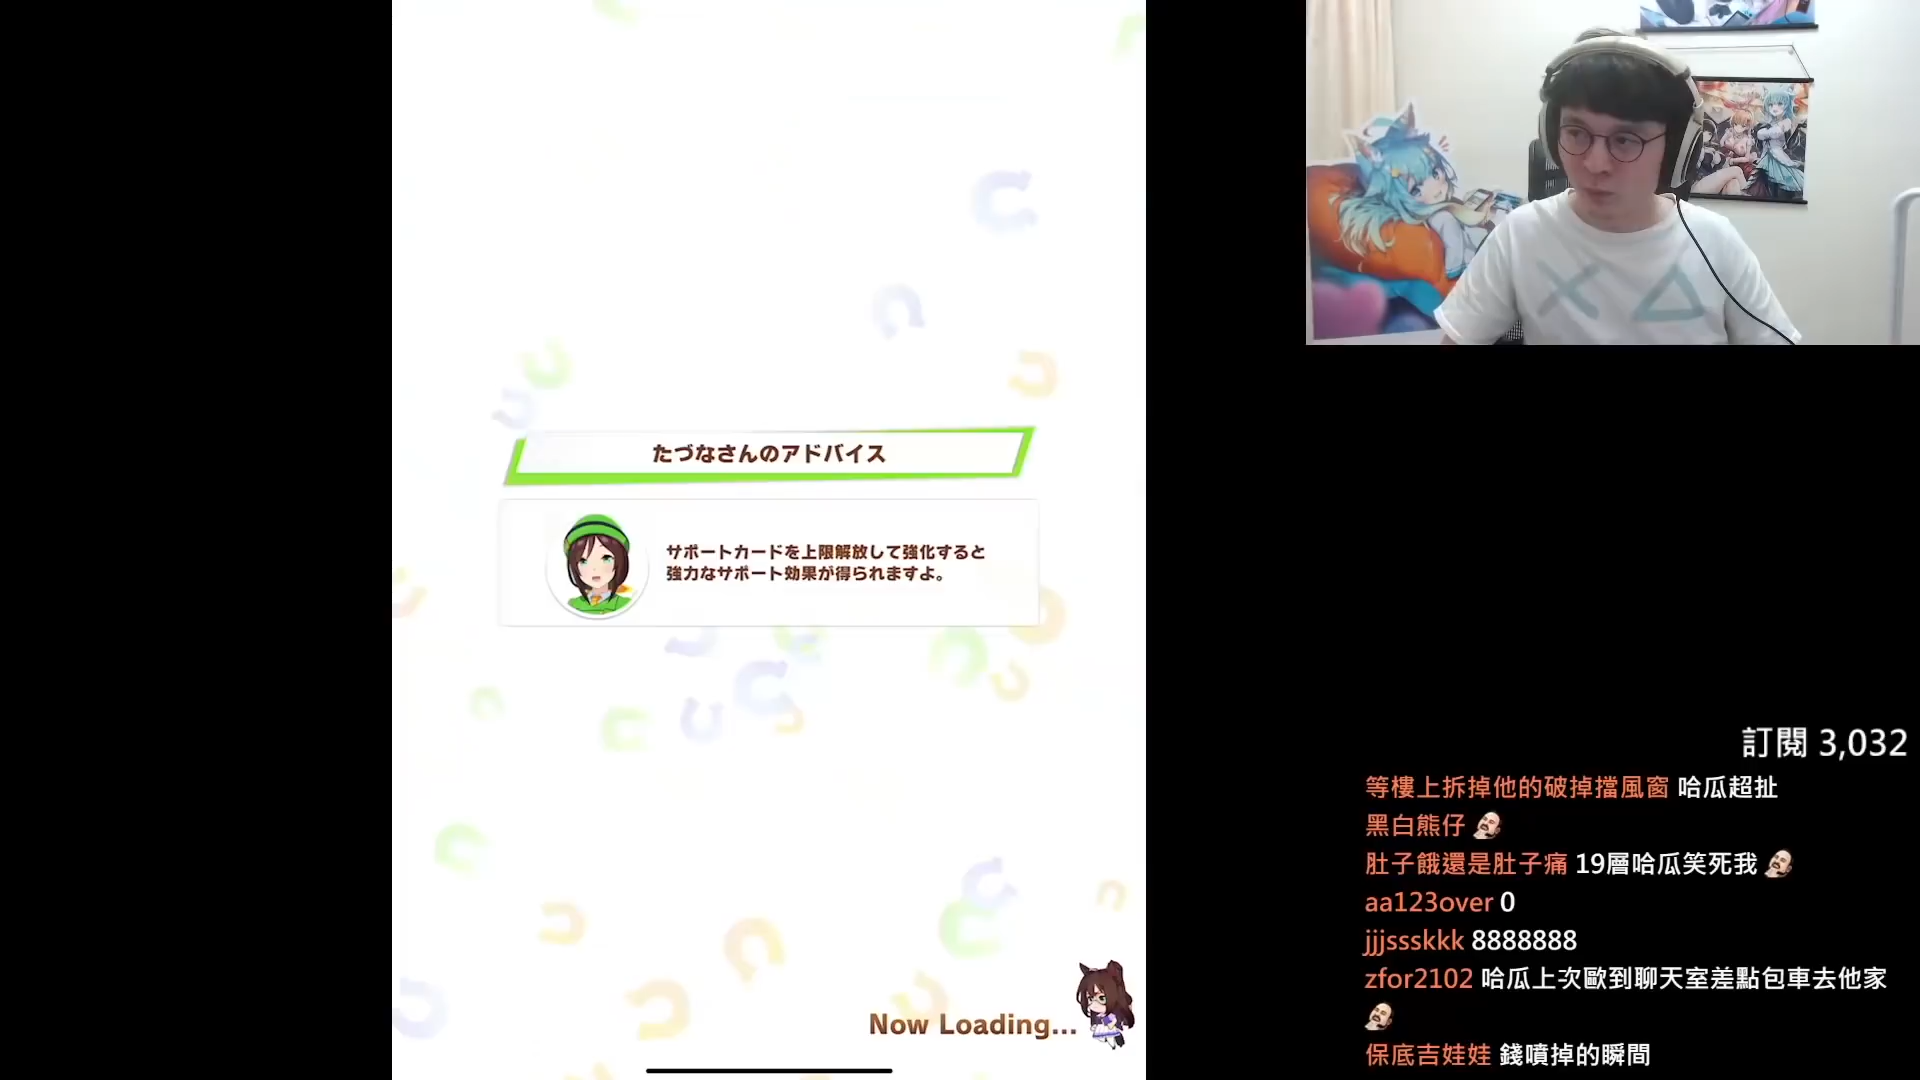 たづなさんのアドバイス
サポートカードを上限解放して強化すると
強力なサポート効果が得られますよ。
Now Loading...
訂閱 3,032
等樓上拆掉他的破掉擋風窗 哈瓜超扯
黑白熊仔
肚子餓還是肚子痛 19層哈瓜笑死我
aa123over 0
jjjssskkk 8888888
zfor2102 哈瓜上次歐到聊天室差點包車去他家
保底吉娃娃 錢噴掉的瞬間